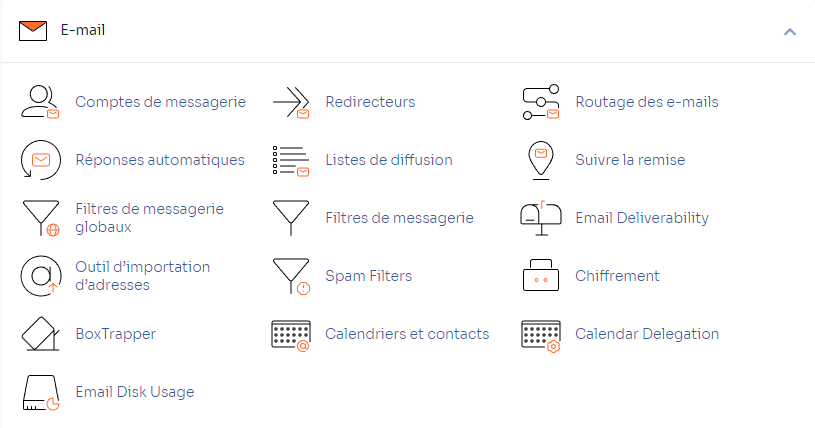 E-mail
Comptes de messagerie
Redirecteurs
Routage des e-mails
Réponses automatiques
Listes de diffusion
Suivre la remise
Filtres de messagerie
globaux
Filtres de messagerie
Email Deliverability
Outil d’importation
d’adresses
Spam Filters
Chiffrement
BoxTrapper
Calendriers et contacts
Calendar Delegation
Email Disk Usage